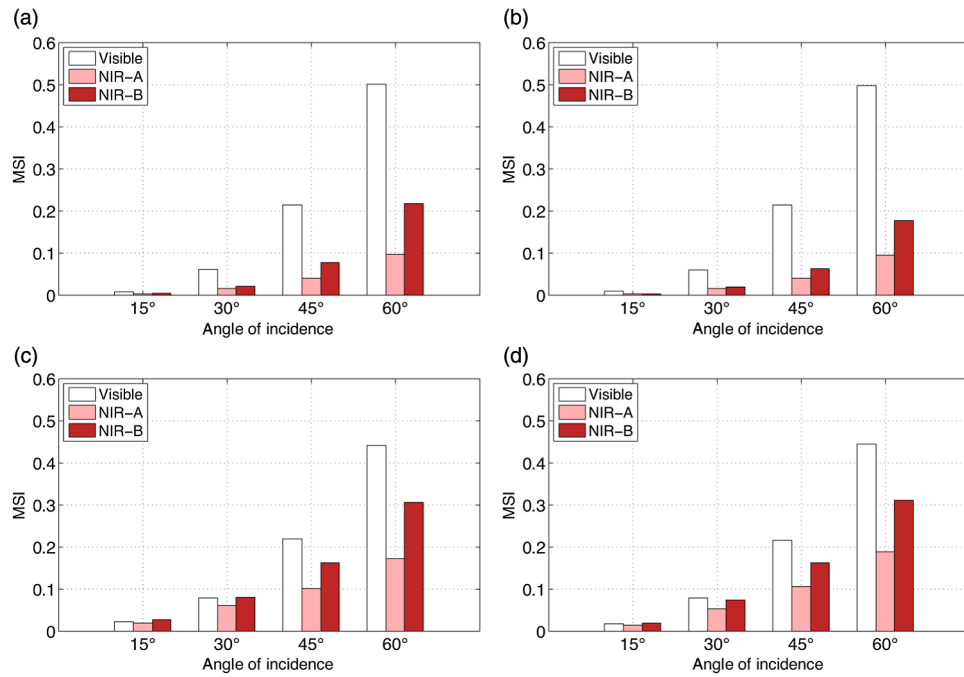 (a)
MSI
0.6
0.5
0.4
0.3
0.2
0.1
0
Visible
NIR-A
NIR-B
15° 30° 45° 60°
Angle of incidence
(b)
MSI
0.6
0.5
0.4
0.3
0.2
0.1
0
Visible
NIR-A
NIR-B
15° 30° 45° 60°
Angle of incidence
(c)
MSI
0.6
0.5
0.4
0.3
0.2
0.1
0
Visible
NIR-A
NIR-B
15° 30° 45° 60°
Angle of incidence
(d)
MSI
0.6
0.5
0.4
0.3
0.2
0.1
0
Visible
NIR-A
NIR-B
15° 30° 45° 60°
Angle of incidence